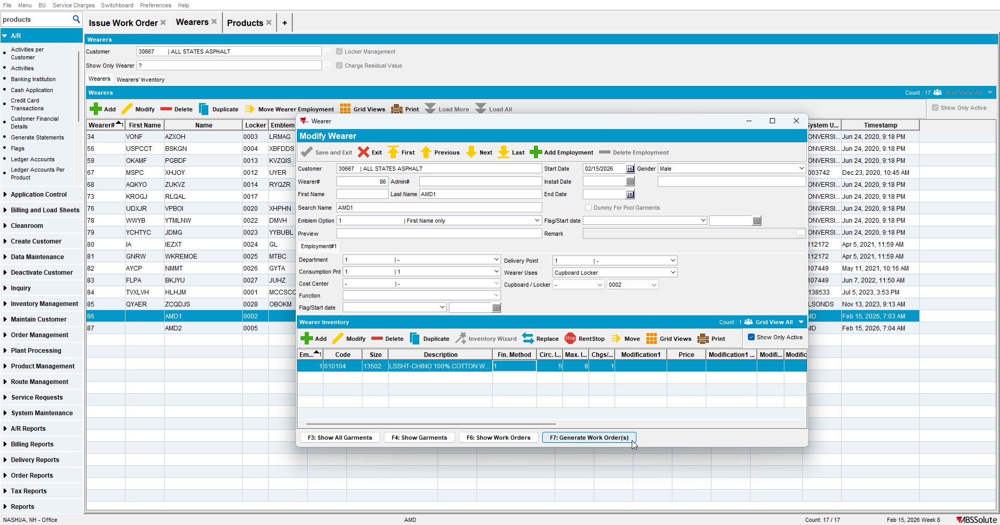 File Menu BU Service Charges Switchboard Preferences Help
products
Issue Work Order Wearers Products +
A/R
Activities per Customer
Activities
Banking Institution
Cash Application
Credit Card Transactions
Customer Financial Details
Generate Statements
Flags
Ledger Accounts
Ledger Accounts Per Product
Application Control
Billing and Load Sheets
Cleanroom
Create Customer
Data Maintenance
Deactivate Customer
Inquiry
Inventory Management
Maintain Customer
Order Management
Plant Processing
Product Management
Route Management
Service Requests
System Maintenance
A/R Reports
Billing Reports
Delivery Reports
Order Reports
Tax Reports
Reports
Wearers
Customer 30667 | ALL STATES ASPHALT ... Locker Management
Show Only Wearer ? ... Charge Residual Value
Wearers Wearers' Inventory
Wearers Count : 17 Grid View All
Add Modify Delete Duplicate Move Wearer Employment Grid Views Print Load More Load All Show Only Active
Wearer# 1 First Name Name Locker Emblem System U... Timestamp
34 VONF AZXOH 0003 LRMAG ONVERSI... Jun 24, 2020, 9:18 PM
56 USPCCT BSKGN 0004 XBFDDS ONVERSI... Jun 24, 2020, 9:18 PM
59 OKAMF PGBDF 0013 KVZQIS ONVERSI... Jun 24, 2020, 9:18 PM
67 MSPC XHJOY 0012 UYER 003742 Dec 23, 2020, 10:45 AM
68 AQKYO ZUKVZ 0014 RYQZR ONVERSI... Jun 24, 2020, 9:18 PM
73 KROGJ RLQAL 0017 ONVERSI... Jun 24, 2020, 9:18 PM
76 UDXJR VPBOI 0020 XHPHN ONVERSI... Jun 24, 2020, 9:18 PM
78 WWYB YTMLNW 0022 DMVH ONVERSI... Jun 24, 2020, 9:18 PM
79 YCHTYC JDMG 0023 YYBUBL ONVERSI... Jun 24, 2020, 9:18 PM
80 IA IEZXT 0024 GL 112172 Apr 5, 2021, 11:59 AM
81 GNRW WKREMOE 0025 MTBC 112172 Apr 5, 2021, 11:59 AM
82 AYCP NMMT 0026 GYTA 107449 May 11, 2021, 10:16 AM
83 FLPA BKJYU 0027 JUHZ 107449 Jun 7, 2022, 11:50 AM
84 TVXLVH HLHJM 0001 MCCSCC 138533 Jul 5, 2023, 3:53 PM
85 QYAER ZCQDJS 0028 OBOKM LSONDS Nov 13, 2023, 9:13 AM
86 AMD1 0002 MD Feb 15, 2026, 7:03 AM
87 AMD2 0005 MD Feb 15, 2026, 7:04 AM
Wearer
Modify Wearer
Save and Exit Exit First Previous Next Last Add Employment Delete Employment
Customer 30667 | ALL STATES ASPHALT Start Date 02/15/2026 16 Gender Male
Wearer# 86 Admin# Install Date 16
First Name Last Name AMD1 End Date 16
Search Name AMD1 Dummy For Pool Garments
Emblem Option 1 | First Name only Flag/Start date 16
Preview Remark ...
Employment#1
Department 1 | - Delivery Point 1 | -
Consumption Pnt 1 | 1 Wearer Uses Cupboard Locker
Cost Center - | - Cupboard / Locker - 0002
Function
Flag/Start date 16
Wearer Inventory Count : 1 Grid View All
Add Modify Delete Duplicate Inventory Wizard Replace Stop RentStop Move Grid Views Print Show Only Active
Em... 1 Code Size Description Fin. Method Circ. I... Max. I... Chgs/... Modification1 Price Modification1 ... Modifi... Modific
1 010104 13502 LSSHT-CHINO 100% COTTON W... 1 5 8 1
F3: Show All Garments F4: Show Garments F6: Show Work Orders F7: Generate Work Order(s)
NASHUA, NH - Office AMD Count: 17 / 17 Feb 15, 2026 Week 8 ABSSolute